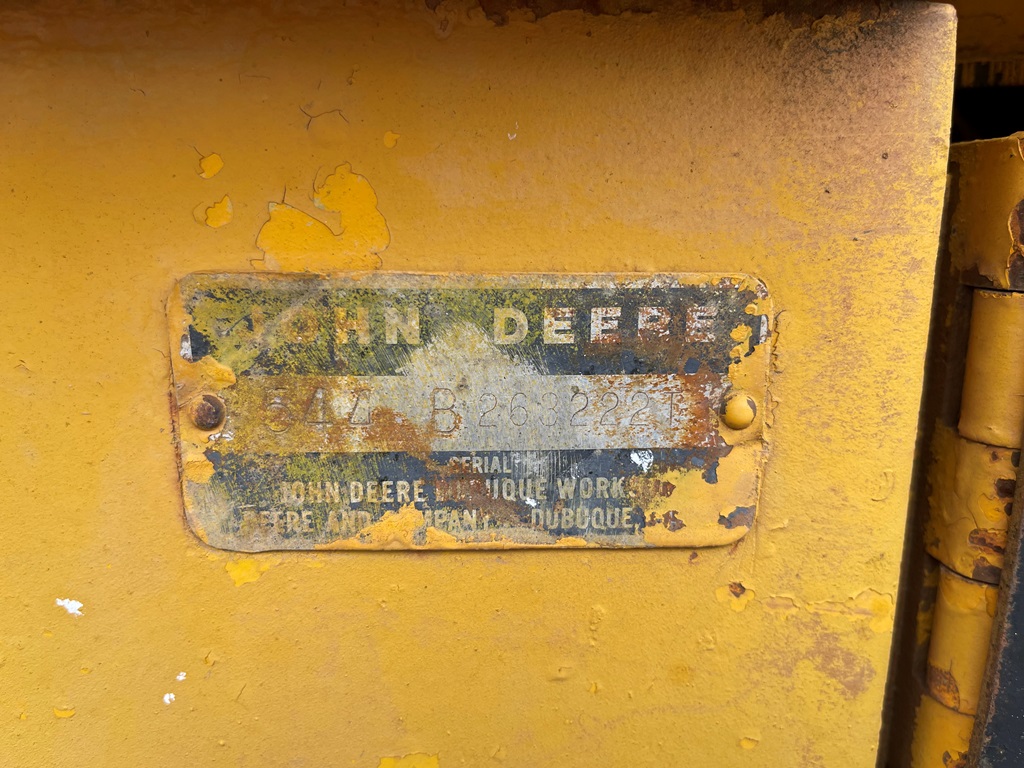 JOHN DEERE
544 B 263222T
SERIAL
JOHN DEERE DUBUQUE WORKS
DEERE AND COMPANY DUBUQUE,